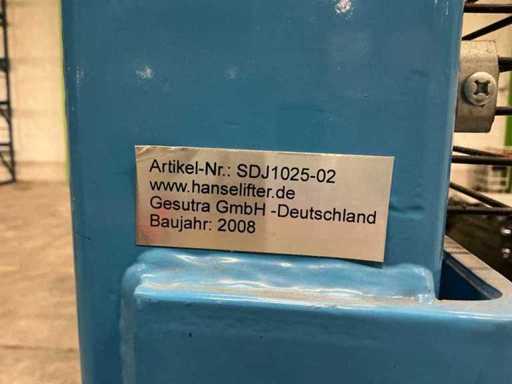 Artikel-Nr.: SDJ1025-02
www.hanselifter.de
Gesutra GmbH -Deutschland
Baujahr: 2008